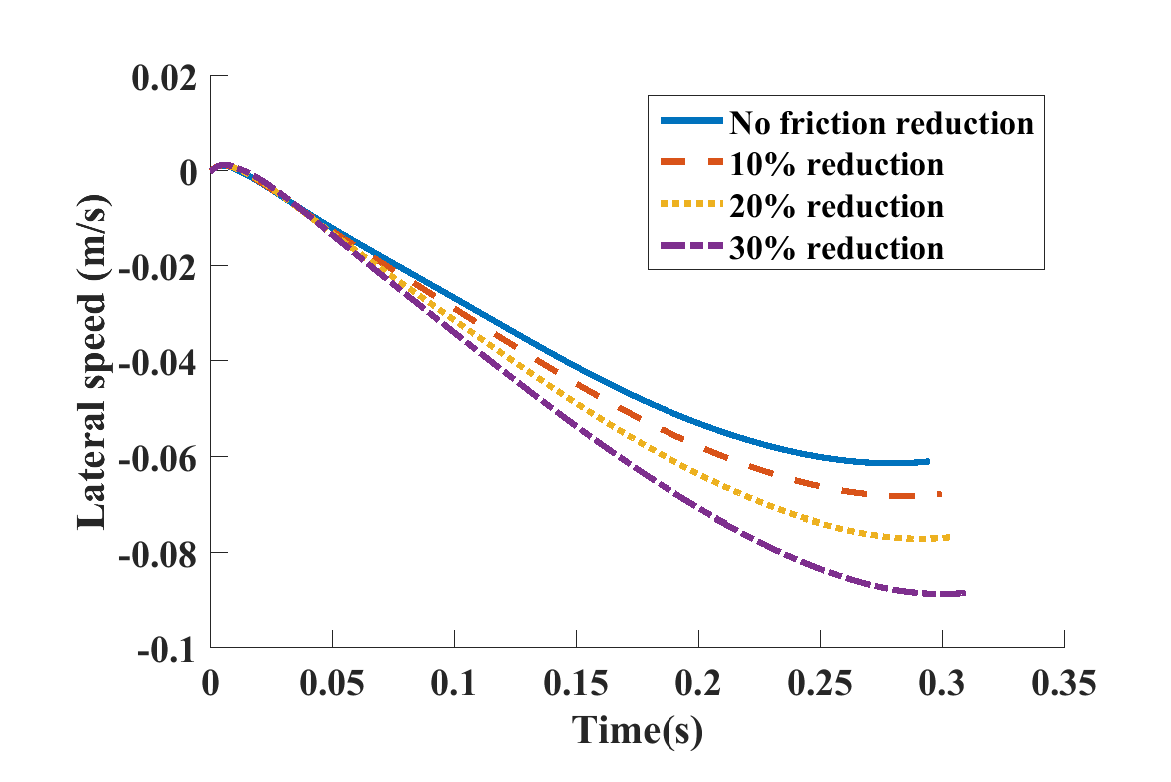 0.02
0
-0.02
-0.04
-0.06
-0.08
-0.1
Lateral speed (m/s)
No friction reduction
10% reduction
20% reduction
30% reduction
0 0.05 0.1 0.15 0.2 0.25 0.3 0.35
Time(s)